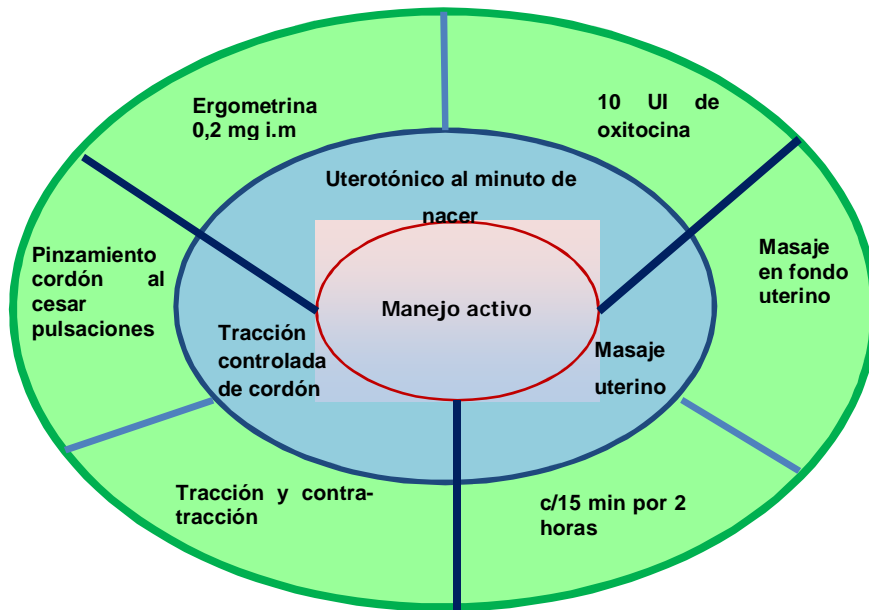 Ergometrina
0,2 mg i.m
10 UI de
oxitocina
Uterotónico al minuto de
nacer
Pinzamiento
cordón al
cesar
pulsaciones
Manejo activo
Masaje
en fondo
uterino
Tracción
controlada
de cordón
Masaje
uterino
Tracción y contra-
tracción
c/15 min por 2
horas